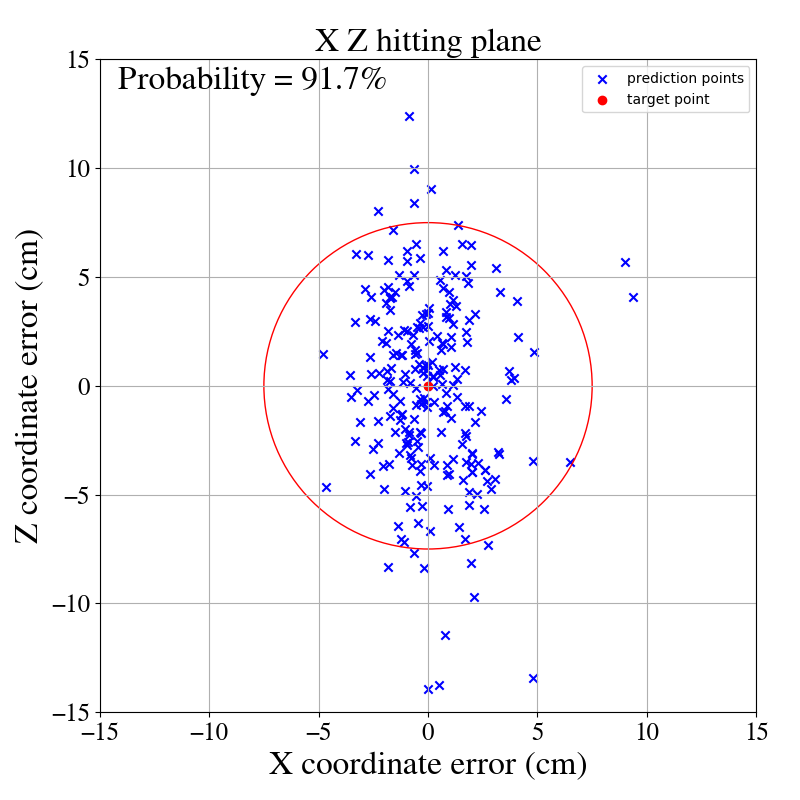 X Z hitting plane
Probability = 91.7%
prediction points
target point
15
10
5
0
−5
−10
−15
−15
−10
−5
0
5
10
15
Z coordinate error (cm)
X coordinate error (cm)